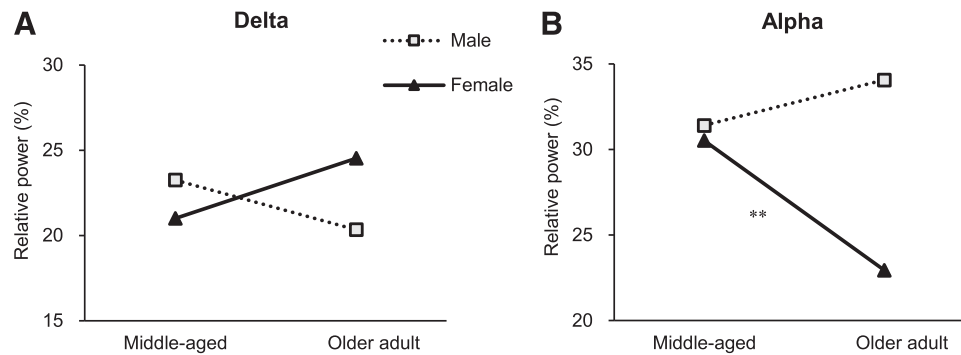 A
Delta
Male
Female
Relative power (%)
30
25
20
15
Middle-aged
Older adult
B
Alpha
Relative power (%)
35
30
25
20
**
Middle-aged
Older adult